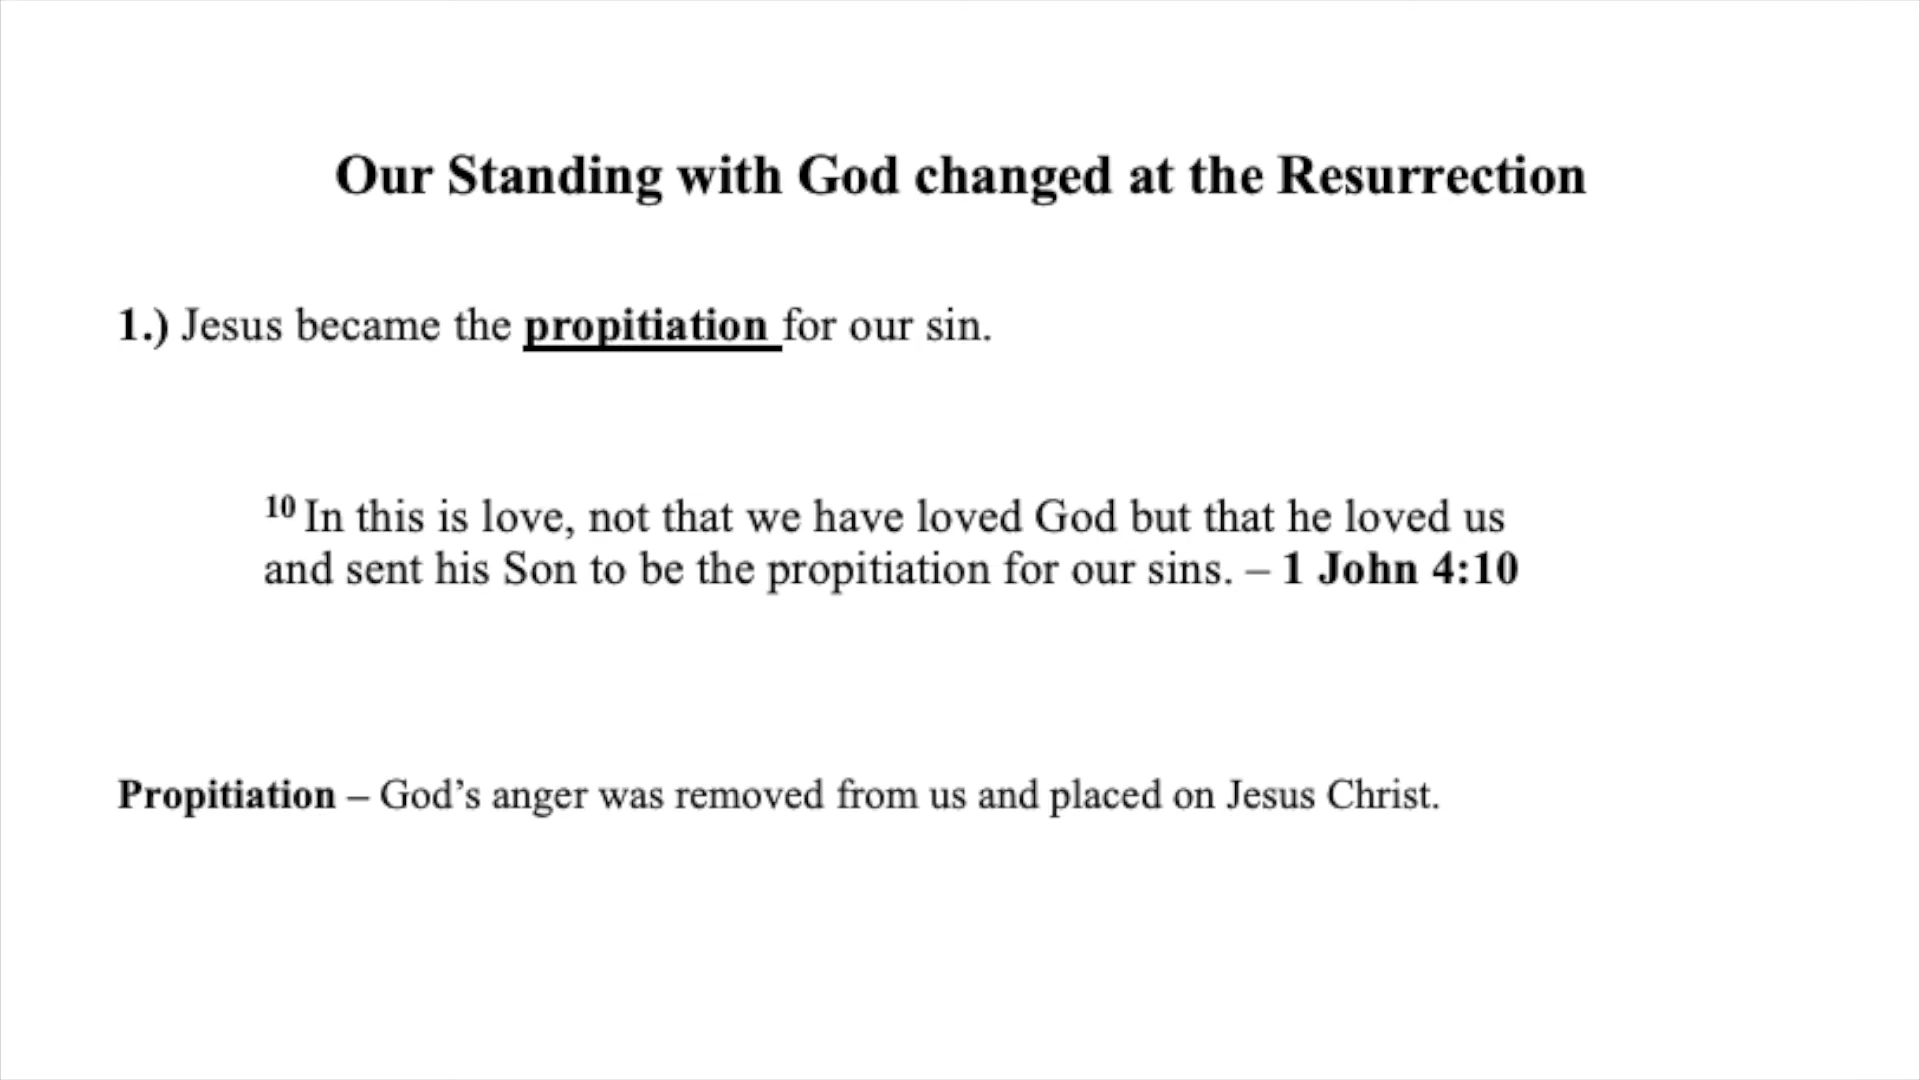 Our Standing with God changed at the Resurrection
1.) Jesus became the propitiation for our sin.
10 In this is love, not that we have loved God but that he loved us
and sent his Son to be the propitiation for our sins. – 1 John 4:10
Propitiation – God’s anger was removed from us and placed on Jesus Christ.